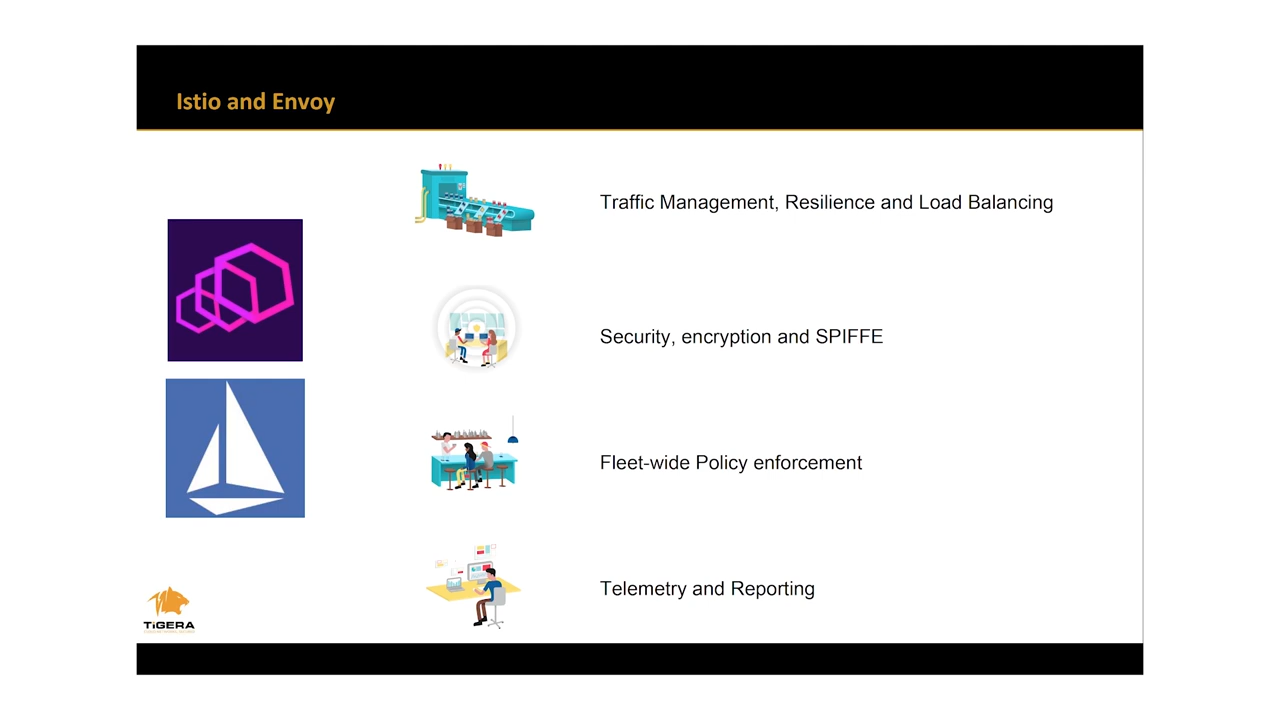 Istio and Envoy
Traffic Management, Resilience and Load Balancing
Security, encryption and SPIFFE
Fleet-wide Policy enforcement
Telemetry and Reporting
TiGERA